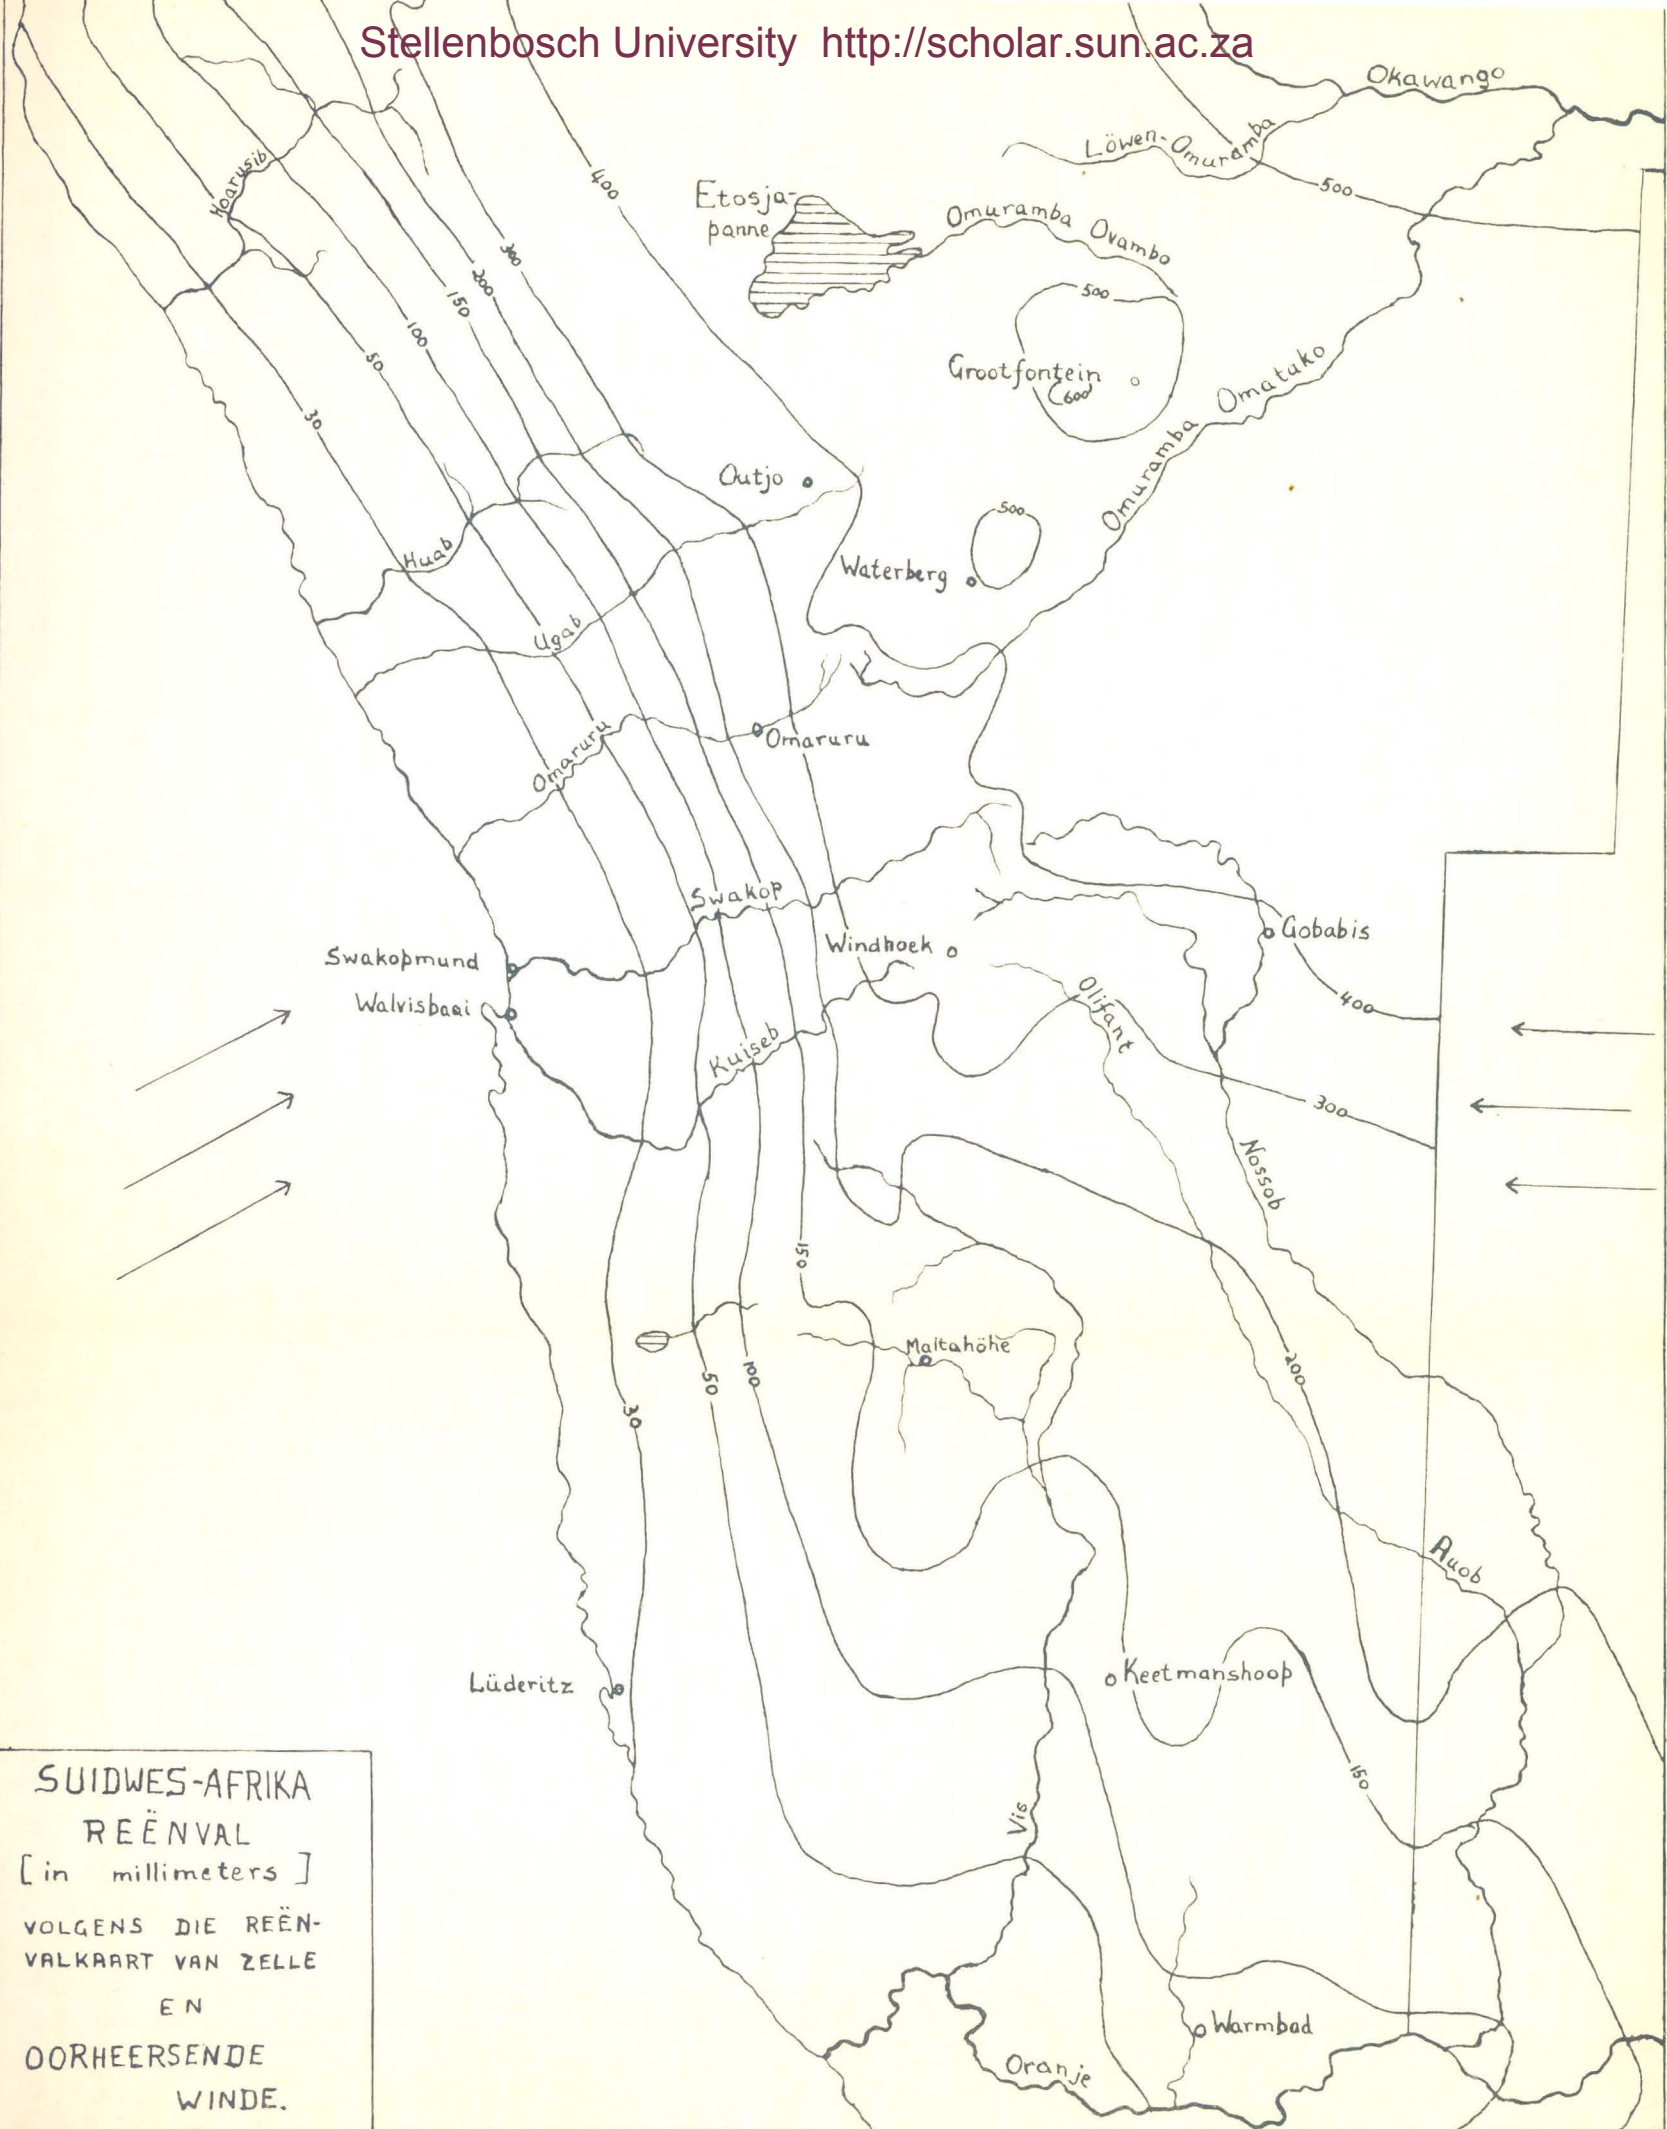 Stellenbosch University http://scholar.sun.ac.za
Okawango
Löwen-Omuramba
Hoarusib
400
500
Etosja-
panne
Omuramba Ovambo
300
200
150
100
50
30
500
Grootfontein
600
Omuramba Omatako
Outjo
500
Huab
Waterberg
Ugab
Omaruru
Omaruru
Swakop
Windhoek
Gobabis
Swakopmund
Walvisbaai
Olifant
400
Kuiseb
300
Nossob
150
Maltahöhe
200
50
100
30
Auob
Lüderitz
Keetmanshoop
150
Vis
Warmbad
Oranje
SUIDWES-AFRIKA
REËNVAL
[in millimeters]
VOLGENS DIE REËN-
VALKAART VAN ZELLE
EN
OORHEERSENDE
WINDE.